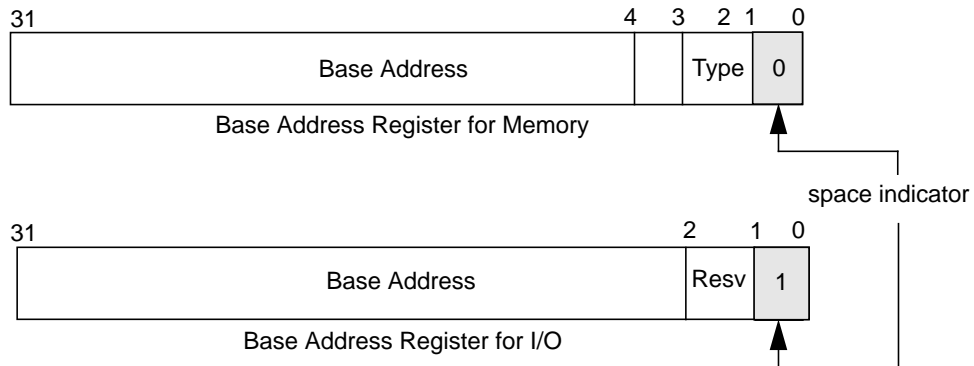 31 4 3 2 1 0
Base Address Type 0
Base Address Register for Memory
space indicator
31 2 1 0
Base Address Resv 1
Base Address Register for I/O